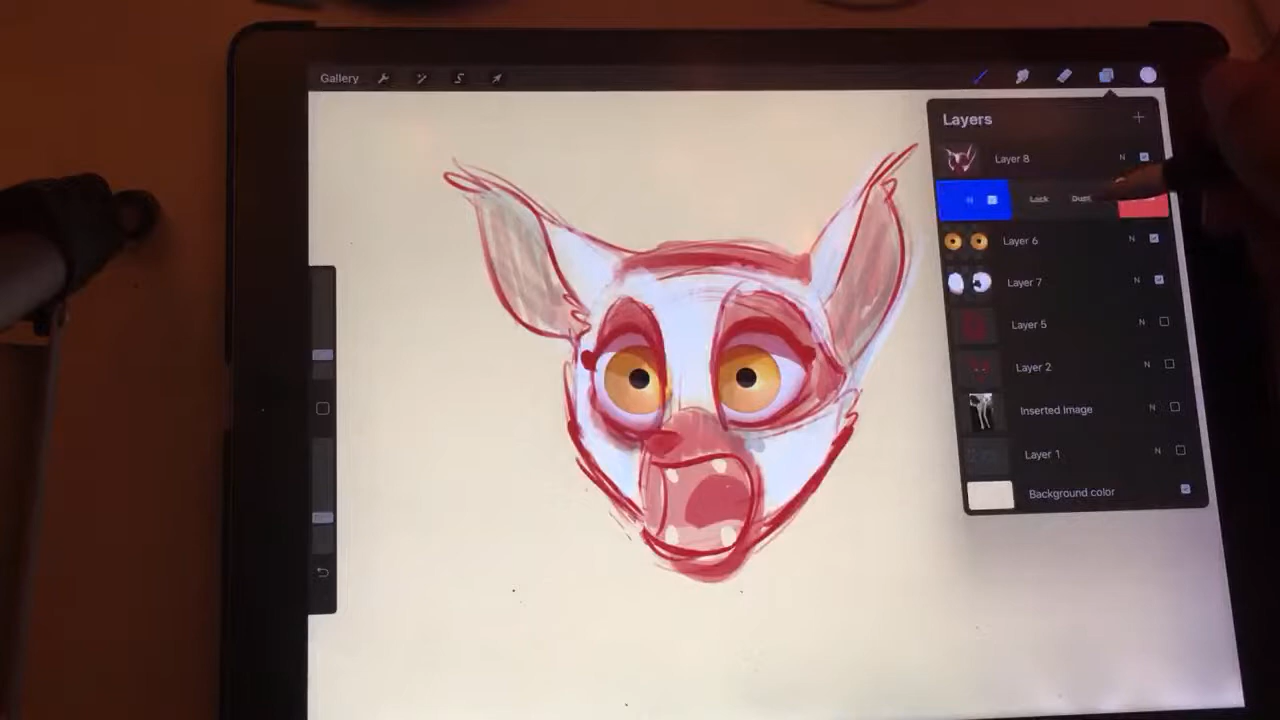 Gallery
Layers
Layer 8 N
N Lock
Layer 6 N
Layer 7 N
Layer 5 N
Layer 2 N
Inserted Image N
Layer 1 N
Background color